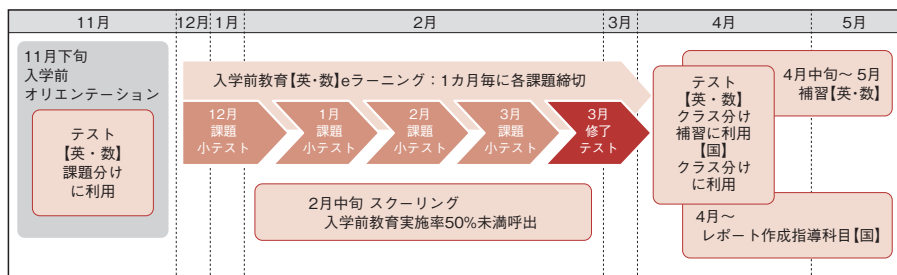 11月
12月
1月
2月
3月
4月
5月
11月下旬
入学前
オリエンテーション
テスト
【英・数】
課題分け
に利用
入学前教育【英・数】eラーニング：1カ月毎に各課題締切
12月
課題
小テスト
1月
課題
小テスト
2月
課題
小テスト
3月
課題
小テスト
3月
修了
テスト
2月中旬 スクーリング
入学前教育実施率50%未満呼出
テスト
【英・数】
クラス分け
補習に利用
【国】
クラス分け
に利用
4月中旬～5月
補習【英・数】
4月～
レポート作成指導科目【国】